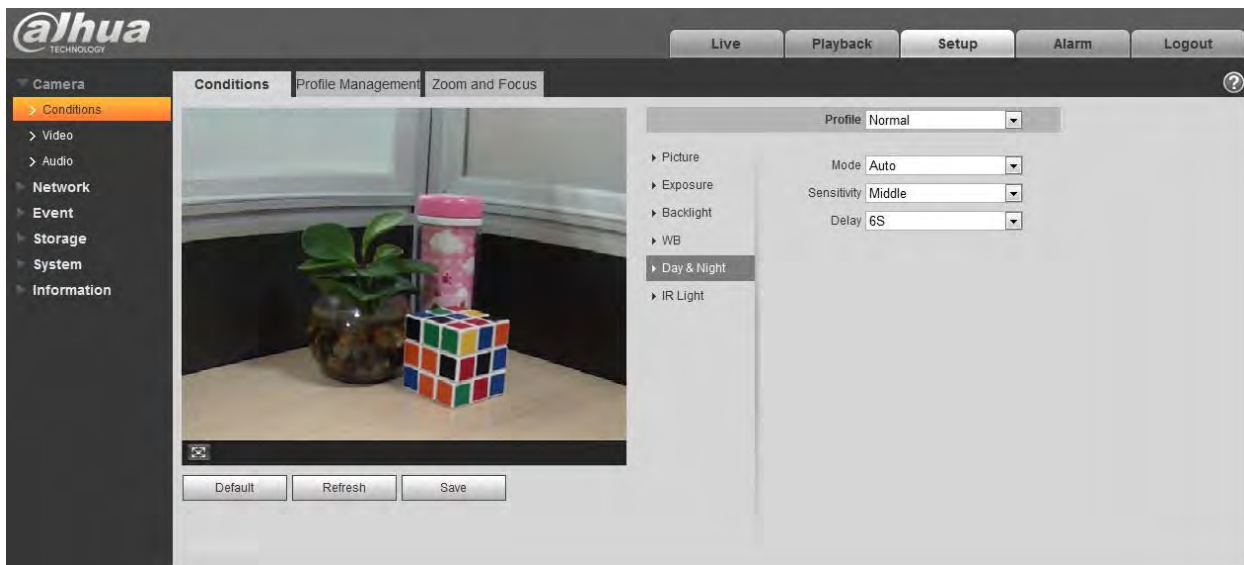 alhua
TECHNOLOGY
Live Playback Setup Alarm Logout
Camera
Conditions
Video
Audio
Network
Event
Storage
System
Information
Conditions Profile Management Zoom and Focus
?
Profile Normal
Picture
Exposure
Backlight
WB
Day & Night
IR Light
Mode Auto
Sensitivity Middle
Delay 6S
Default Refresh Save